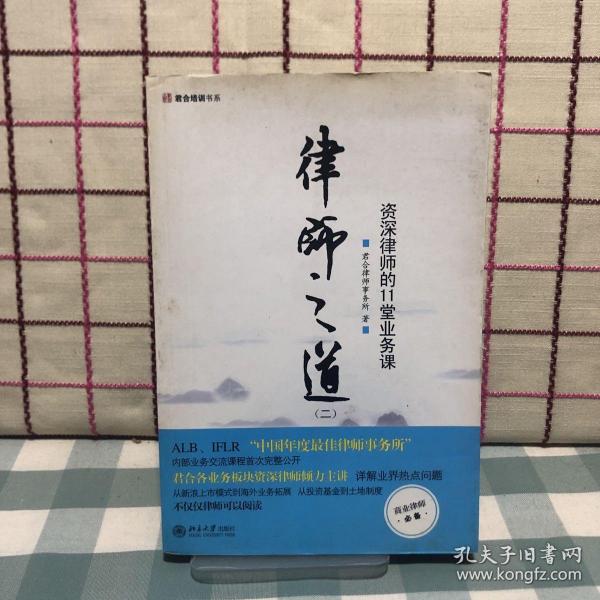 君合培训书系
律师之道
(二)
资深律师的11堂业务课
君合律师事务所 著
ALB、IFLR “中国年度最佳律师事务所”
内部业务交流课程首次完整公开
君合各业务板块资深律师倾力主讲 详解业界热点问题
从新浪上市模式到海外业务拓展 从投资基金到土地制度
不仅仅律师可以阅读
北京大学出版社
PEKING UNIVERSITY PRESS
商业律师
必备
孔夫子旧书网
www.kongfz.com